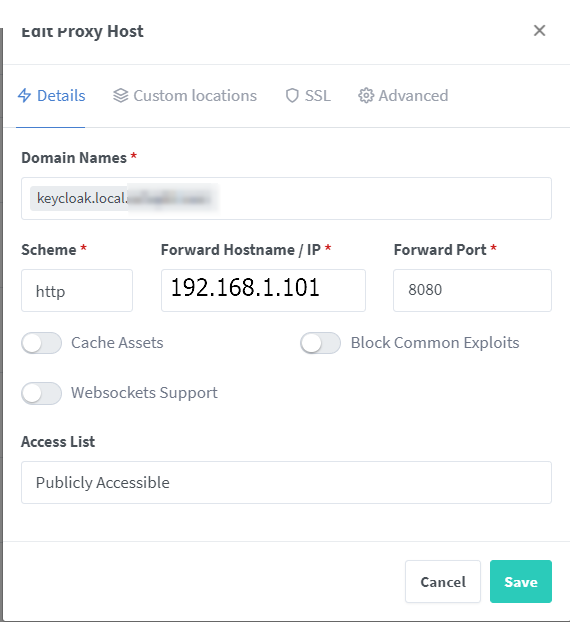 Edit Proxy Host
Details Custom locations SSL Advanced
Domain Names *
keycloak.local.
Scheme * Forward Hostname / IP * Forward Port *
http 192.168.1.101 8080
Cache Assets Block Common Exploits
Websockets Support
Access List
Publicly Accessible
Cancel Save